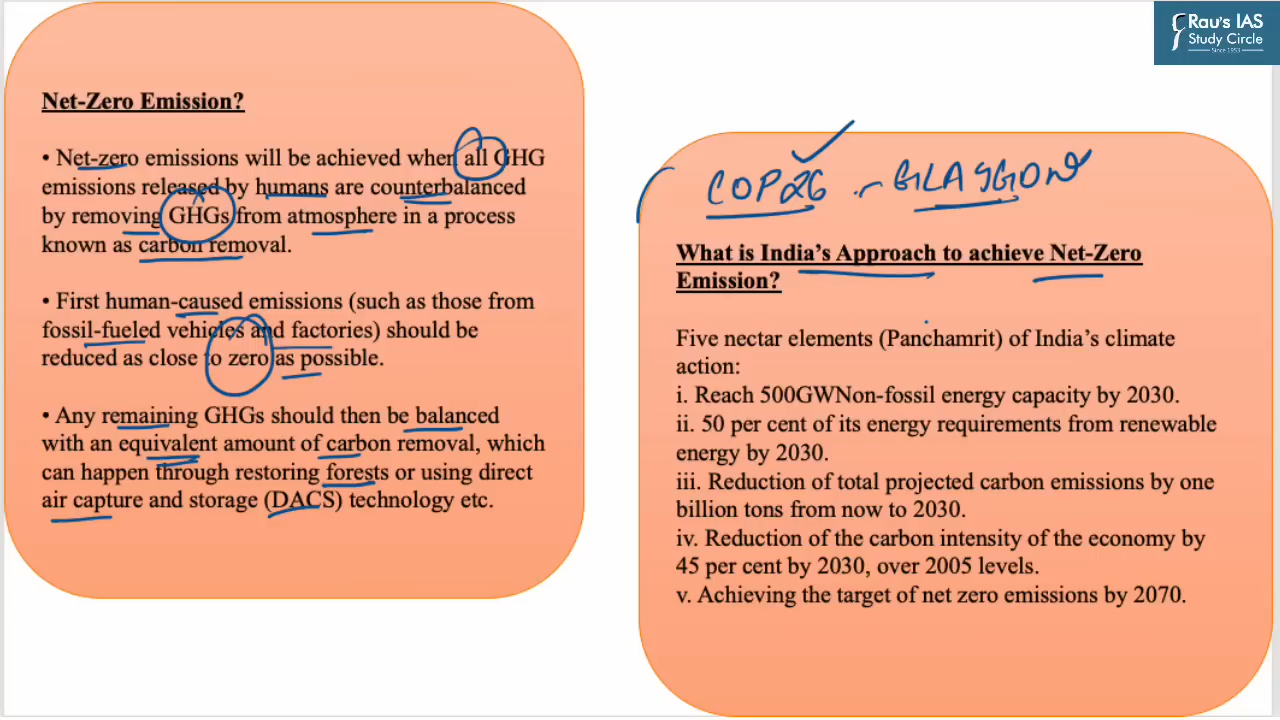 Rau's IAS
Study Circle
Since 1953
Net-Zero Emission?
• Net-zero emissions will be achieved when all GHG
emissions released by humans are counterbalanced
by removing GHGs from atmosphere in a process
known as carbon removal.
• First human-caused emissions (such as those from
fossil-fueled vehicles and factories) should be
reduced as close to zero as possible.
• Any remaining GHGs should then be balanced
with an equivalent amount of carbon removal, which
can happen through restoring forests or using direct
air capture and storage (DACS) technology etc.
COP26 - GLASGOW
What is India's Approach to achieve Net-Zero
Emission?
Five nectar elements (Panchamrit) of India's climate
action:
i. Reach 500GWNon-fossil energy capacity by 2030.
ii. 50 per cent of its energy requirements from renewable
energy by 2030.
iii. Reduction of total projected carbon emissions by one
billion tons from now to 2030.
iv. Reduction of the carbon intensity of the economy by
45 per cent by 2030, over 2005 levels.
v. Achieving the target of net zero emissions by 2070.